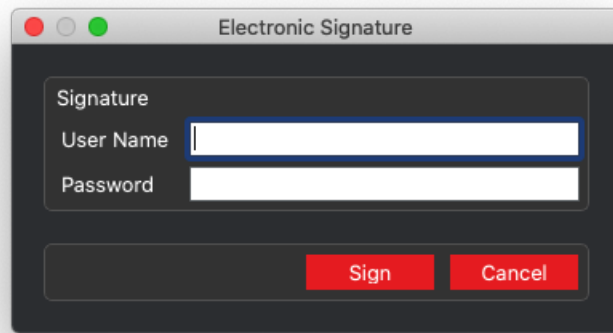 Electronic Signature
Signature
User Name
Password
Sign Cancel